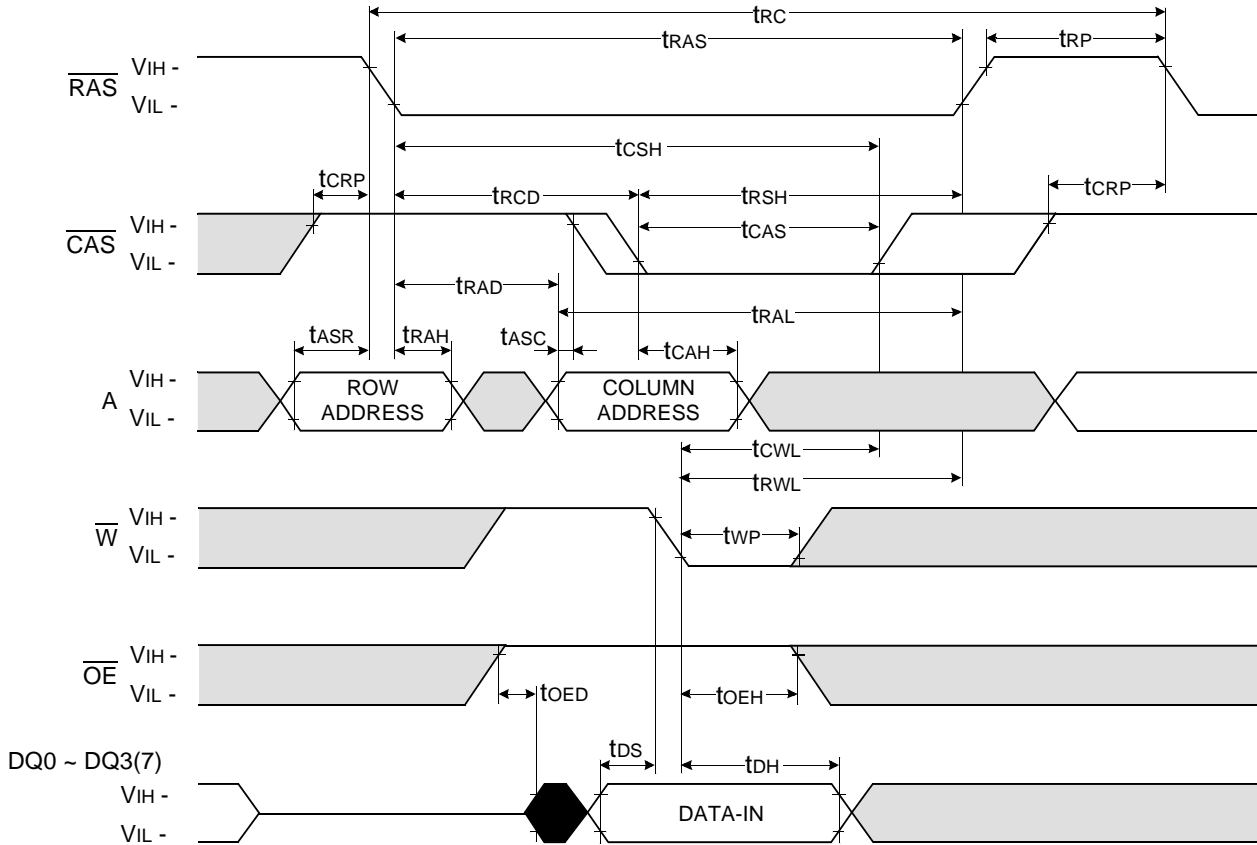 tRC
tRAS
tRP
RAS
VIH -
VIL -
tCSH
tCRP
tRCD
tRSH
tCRP
CAS
VIH -
VIL -
tCAS
tRAD
tRAL
tASR
tRAH
tASC
tCAH
A
VIH -
VIL -
ROW
ADDRESS
COLUMN
ADDRESS
tCWL
tRWL
W
VIH -
VIL -
tWP
OE
VIH -
VIL -
tOED
tOEH
DQ0 ~ DQ3(7)
VIH -
VIL -
tDS
tDH
DATA-IN